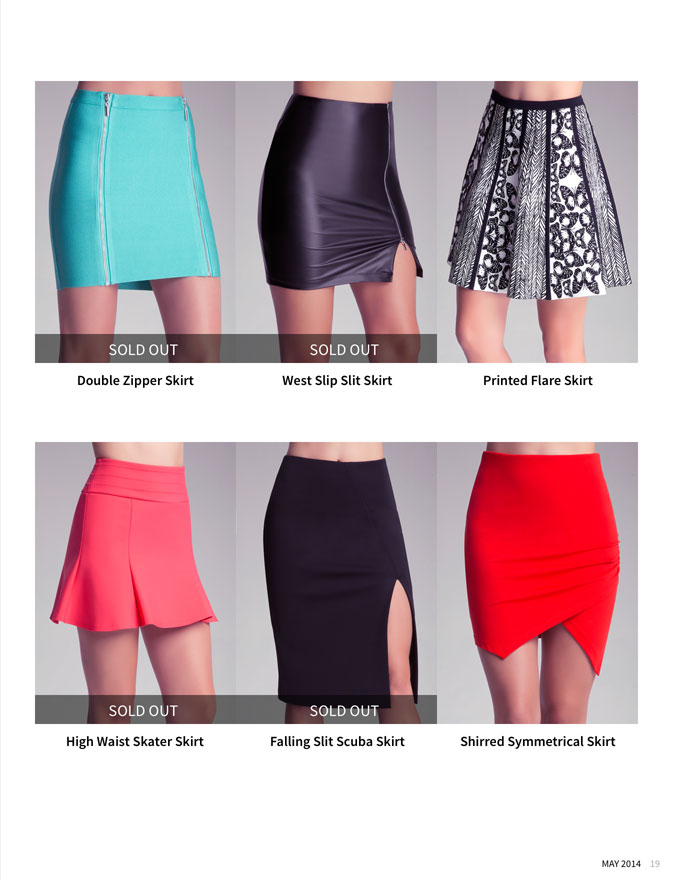 SOLD OUT
SOLD OUT
Double Zipper Skirt
West Slip Slit Skirt
Printed Flare Skirt
SOLD OUT
SOLD OUT
High Waist Skater Skirt
Falling Slit Scuba Skirt
Shirred Symmetrical Skirt
MAY 2014 19